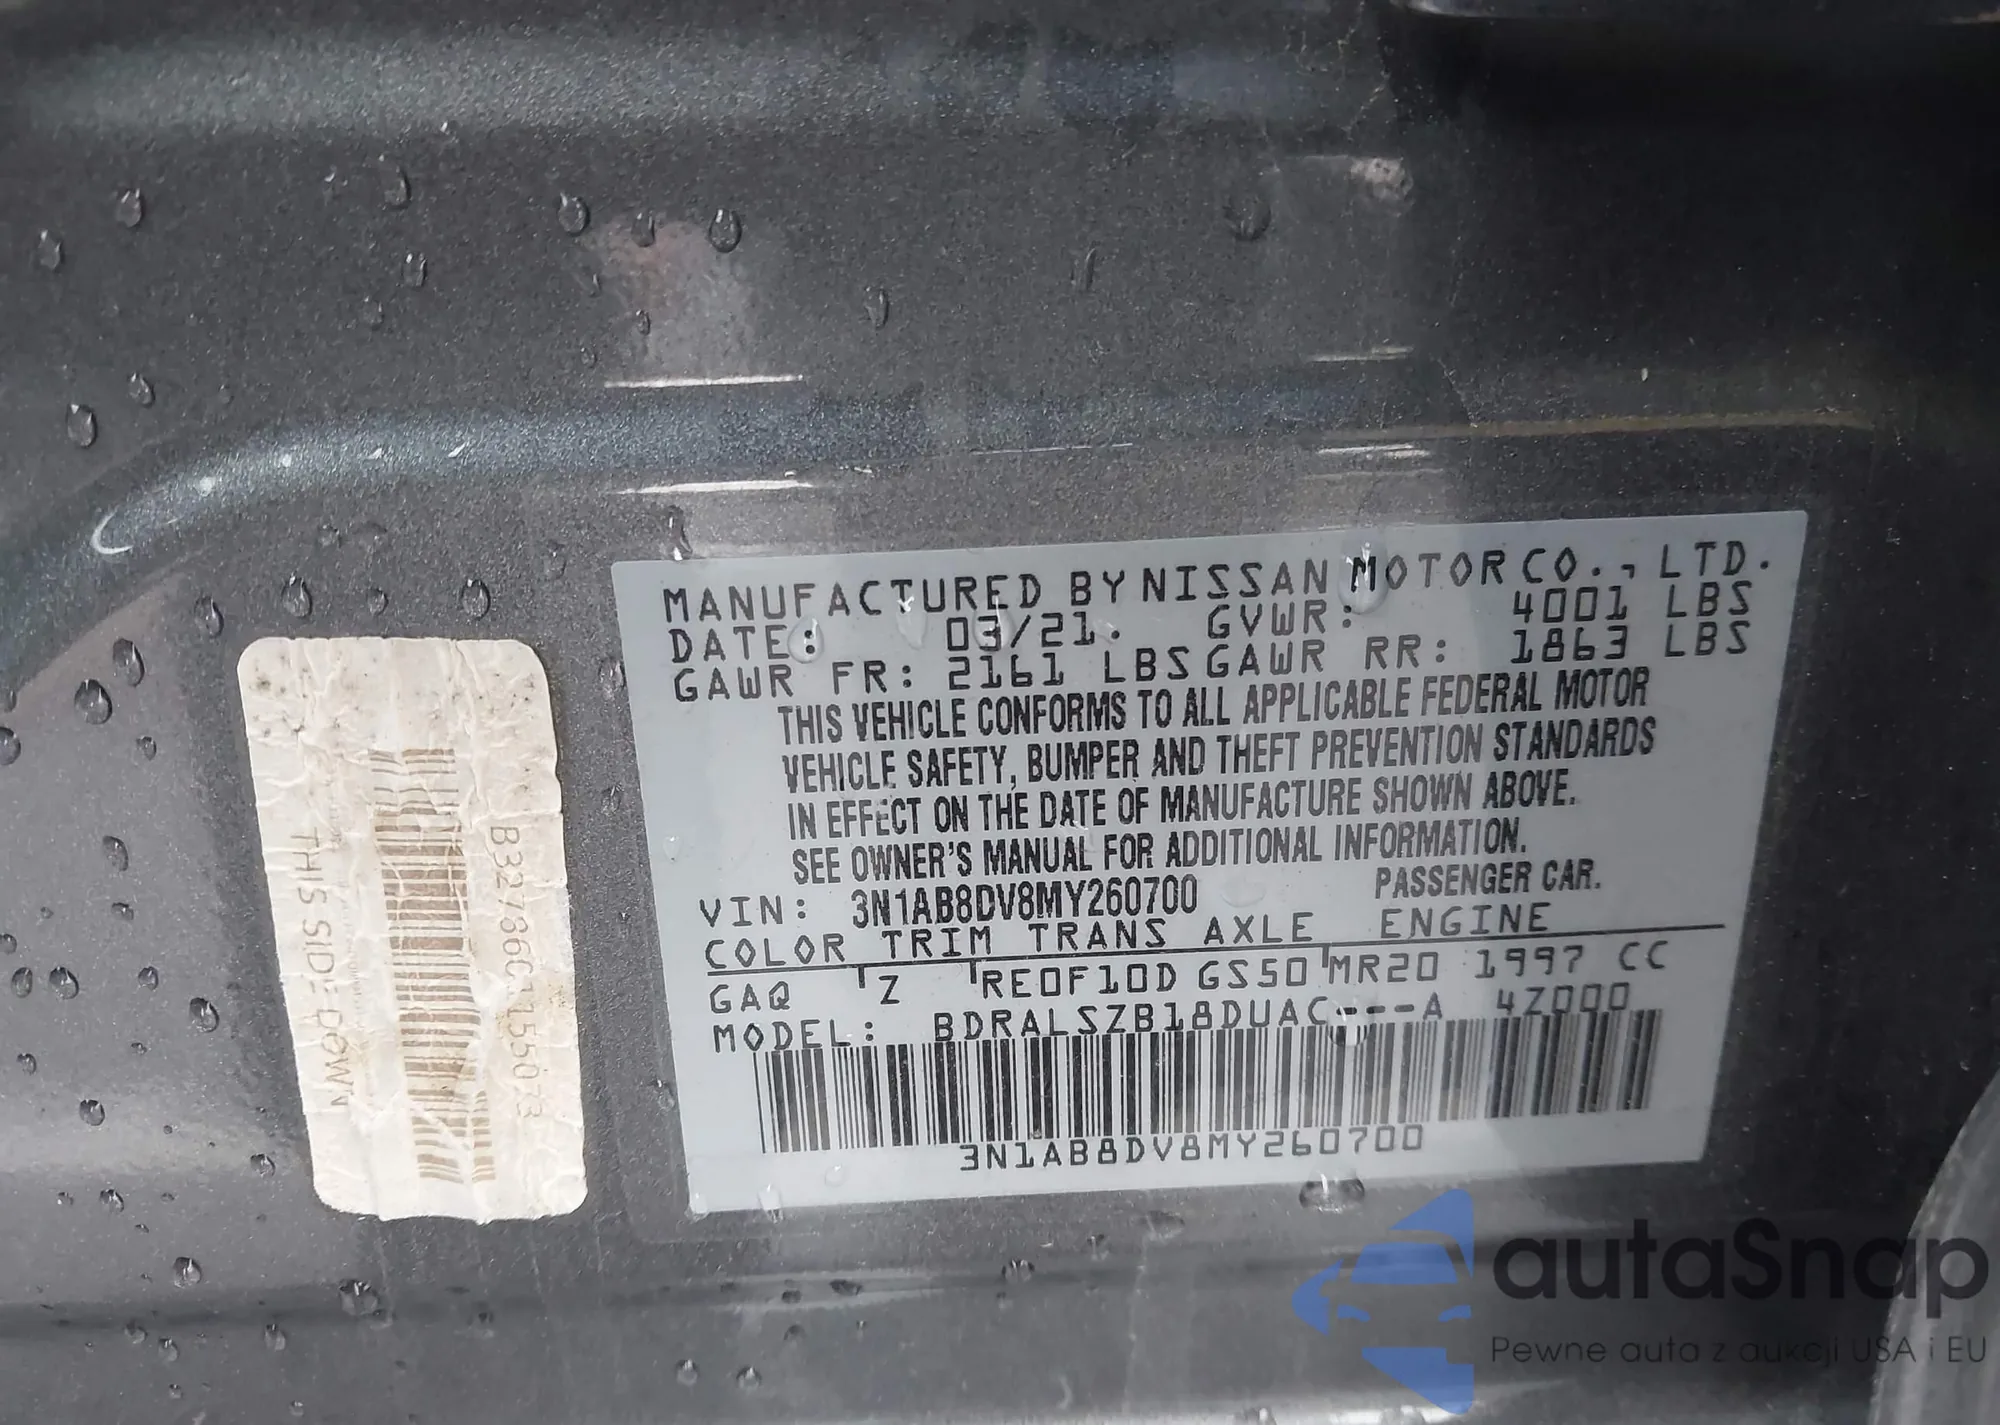 MANUFACTURED BY NISSAN MOTOR CO., LTD.
DATE: 03/21. GVWR: 4001 LBS
GAWR FR: 2161 LBS GAWR RR: 1863 LBS
THIS VEHICLE CONFORMS TO ALL APPLICABLE FEDERAL MOTOR
VEHICLE SAFETY, BUMPER AND THEFT PREVENTION STANDARDS
IN EFFECT ON THE DATE OF MANUFACTURE SHOWN ABOVE.
SEE OWNER'S MANUAL FOR ADDITIONAL INFORMATION.
VIN: 3N1AB8DV8MY260700 PASSENGER CAR.
COLOR TRIM TRANS AXLE ENGINE
GAQ Z RE0F10D GS50 MR20 1997 CC
MODEL: BDRALSZB18DUAC---A 4Z000
3N1AB8DV8MY260700
B327866C1155073
THIS SIDE DOWN
autaSnap
Pewne auta z aukcji USA i EU